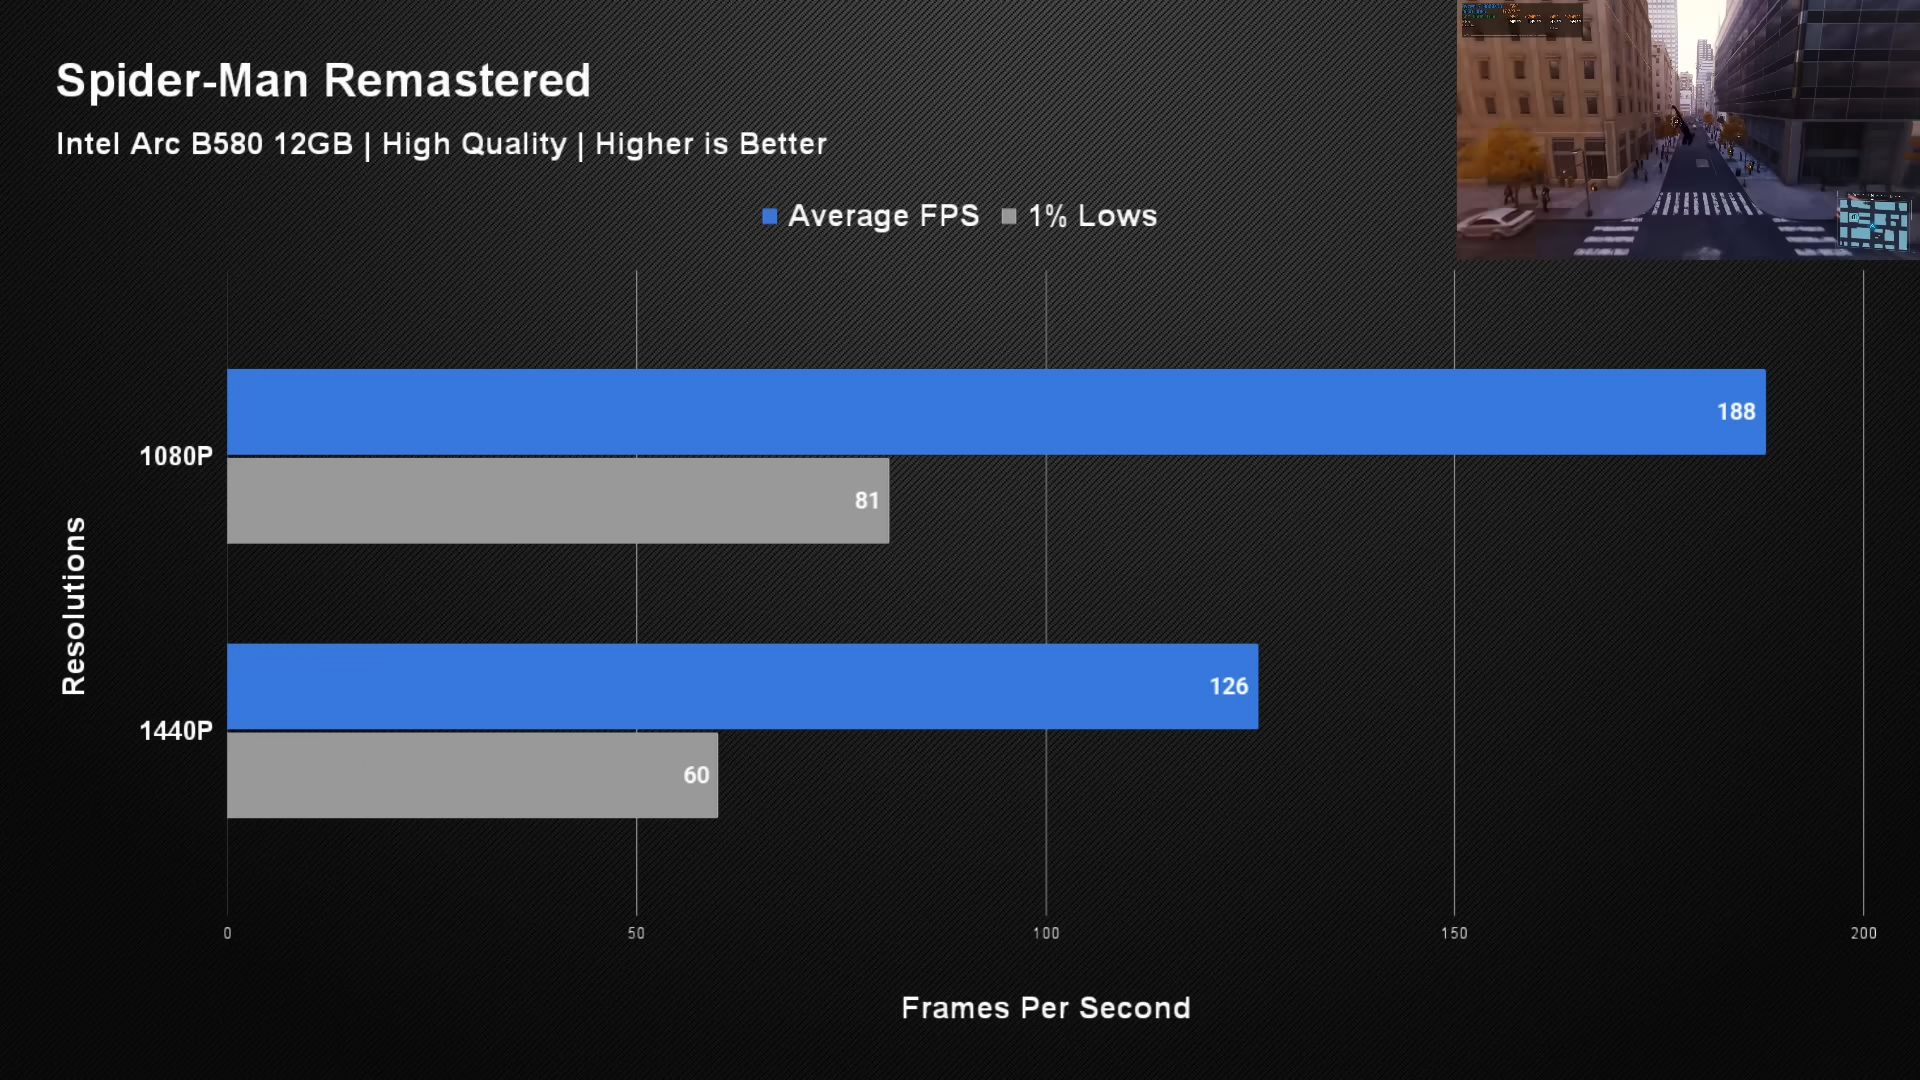 Spider-Man Remastered
Intel Arc B580 12GB | High Quality | Higher is Better
Average FPS 1% Lows
188
1080P
81
Resolutions
126
1440P
60
0 50 100 150 200
Frames Per Second